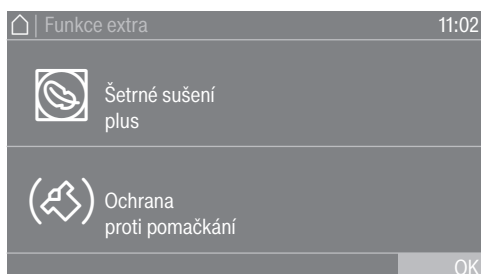 | Funkce extra 11:02
Šetrné sušení
plus
Ochrana
proti pomačkání
OK